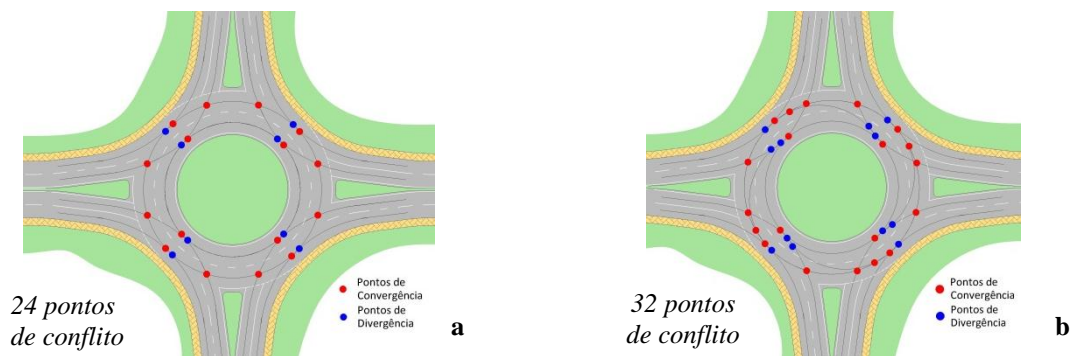 24 pontos
de conflito
Pontos de
Convergência
Pontos de
Divergência
a
32 pontos
de conflito
Pontos de
Convergência
Pontos de
Divergência
b